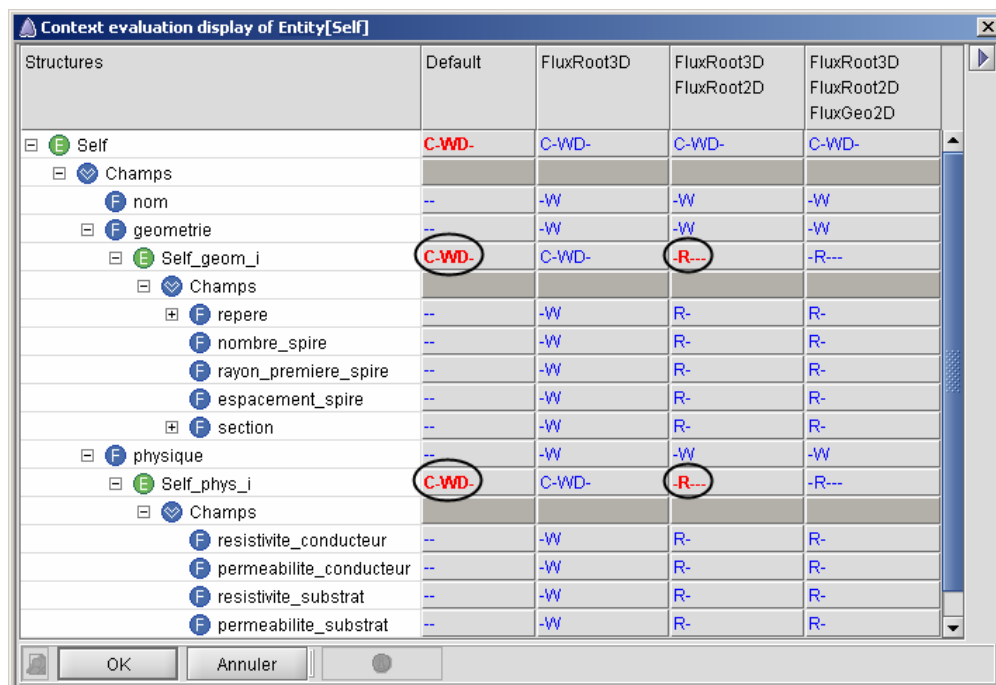 Context evaluation display of Entity[Self]
Structures Default FluxRoot3D FluxRoot3D FluxRoot3D
FluxRoot2D FluxRoot2D
FluxGeo2D
Self C-WD- C-WD- C-WD- C-WD-
Champs
nom -- -W -W -W
geometrie -- -W -W -W
Self_geom_i C-WD- C-WD- -R--- -R---
Champs
repere -- -W R- R-
nombre_spire -- -W R- R-
rayon_premiere_spire -- -W R- R-
espacement_spire -- -W R- R-
section -- -W R- R-
physique -- -W -W -W
Self_phys_i C-WD- C-WD- -R--- -R---
Champs
resistivite_conducteur -- -W R- R-
permeabilite_conducteur -- -W R- R-
resistivite_substrat -- -W R- R-
permeabilite_substrat -- -W R- R-
OK Annuler